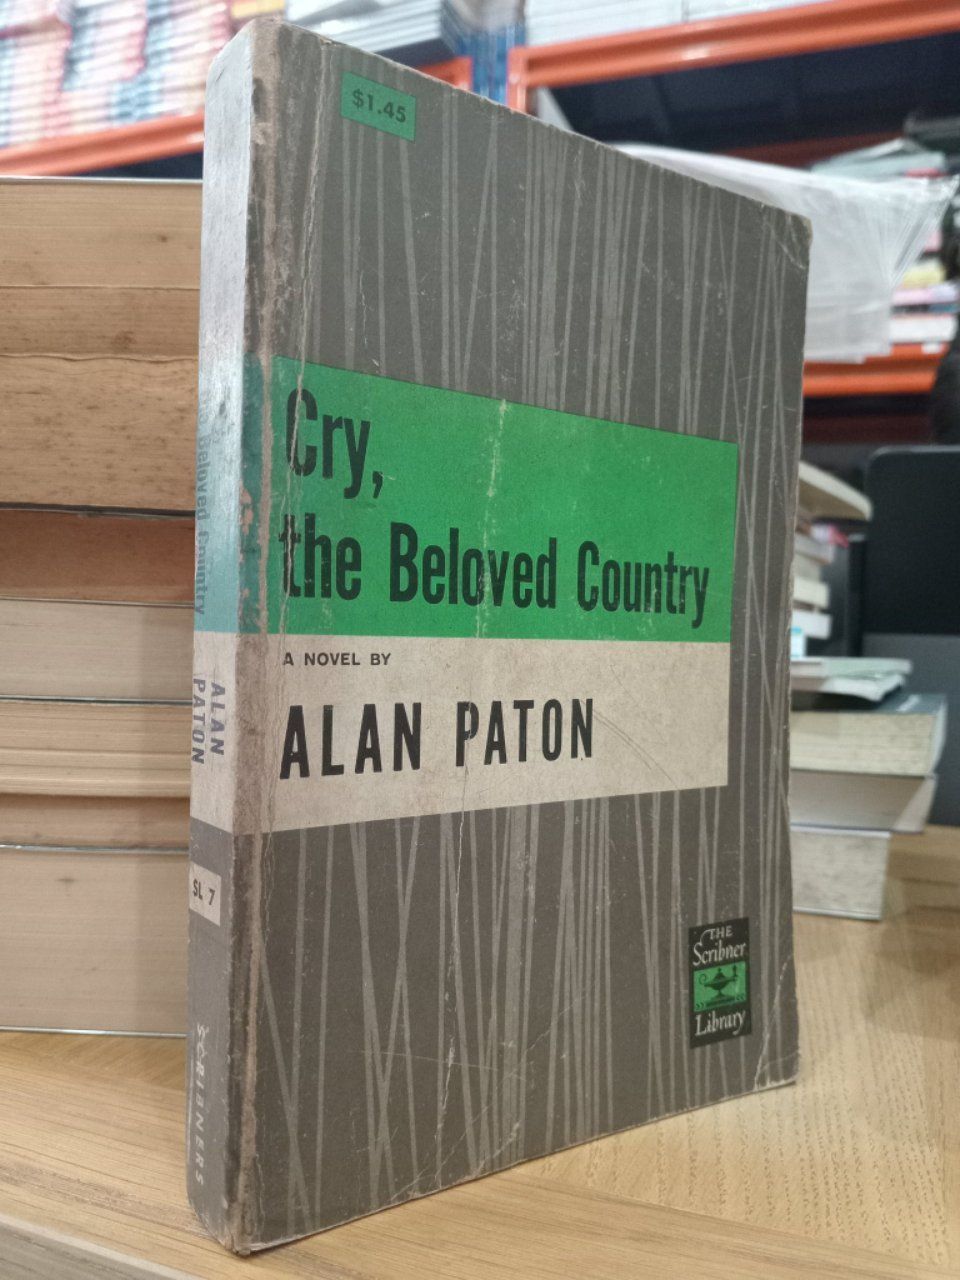 $1.45
Cry,
the Beloved Country
A NOVEL BY
ALAN PATON
THE
Scribner
Library
Beloved Country
ALAN
PATON
SL 7
SCRIBNERS